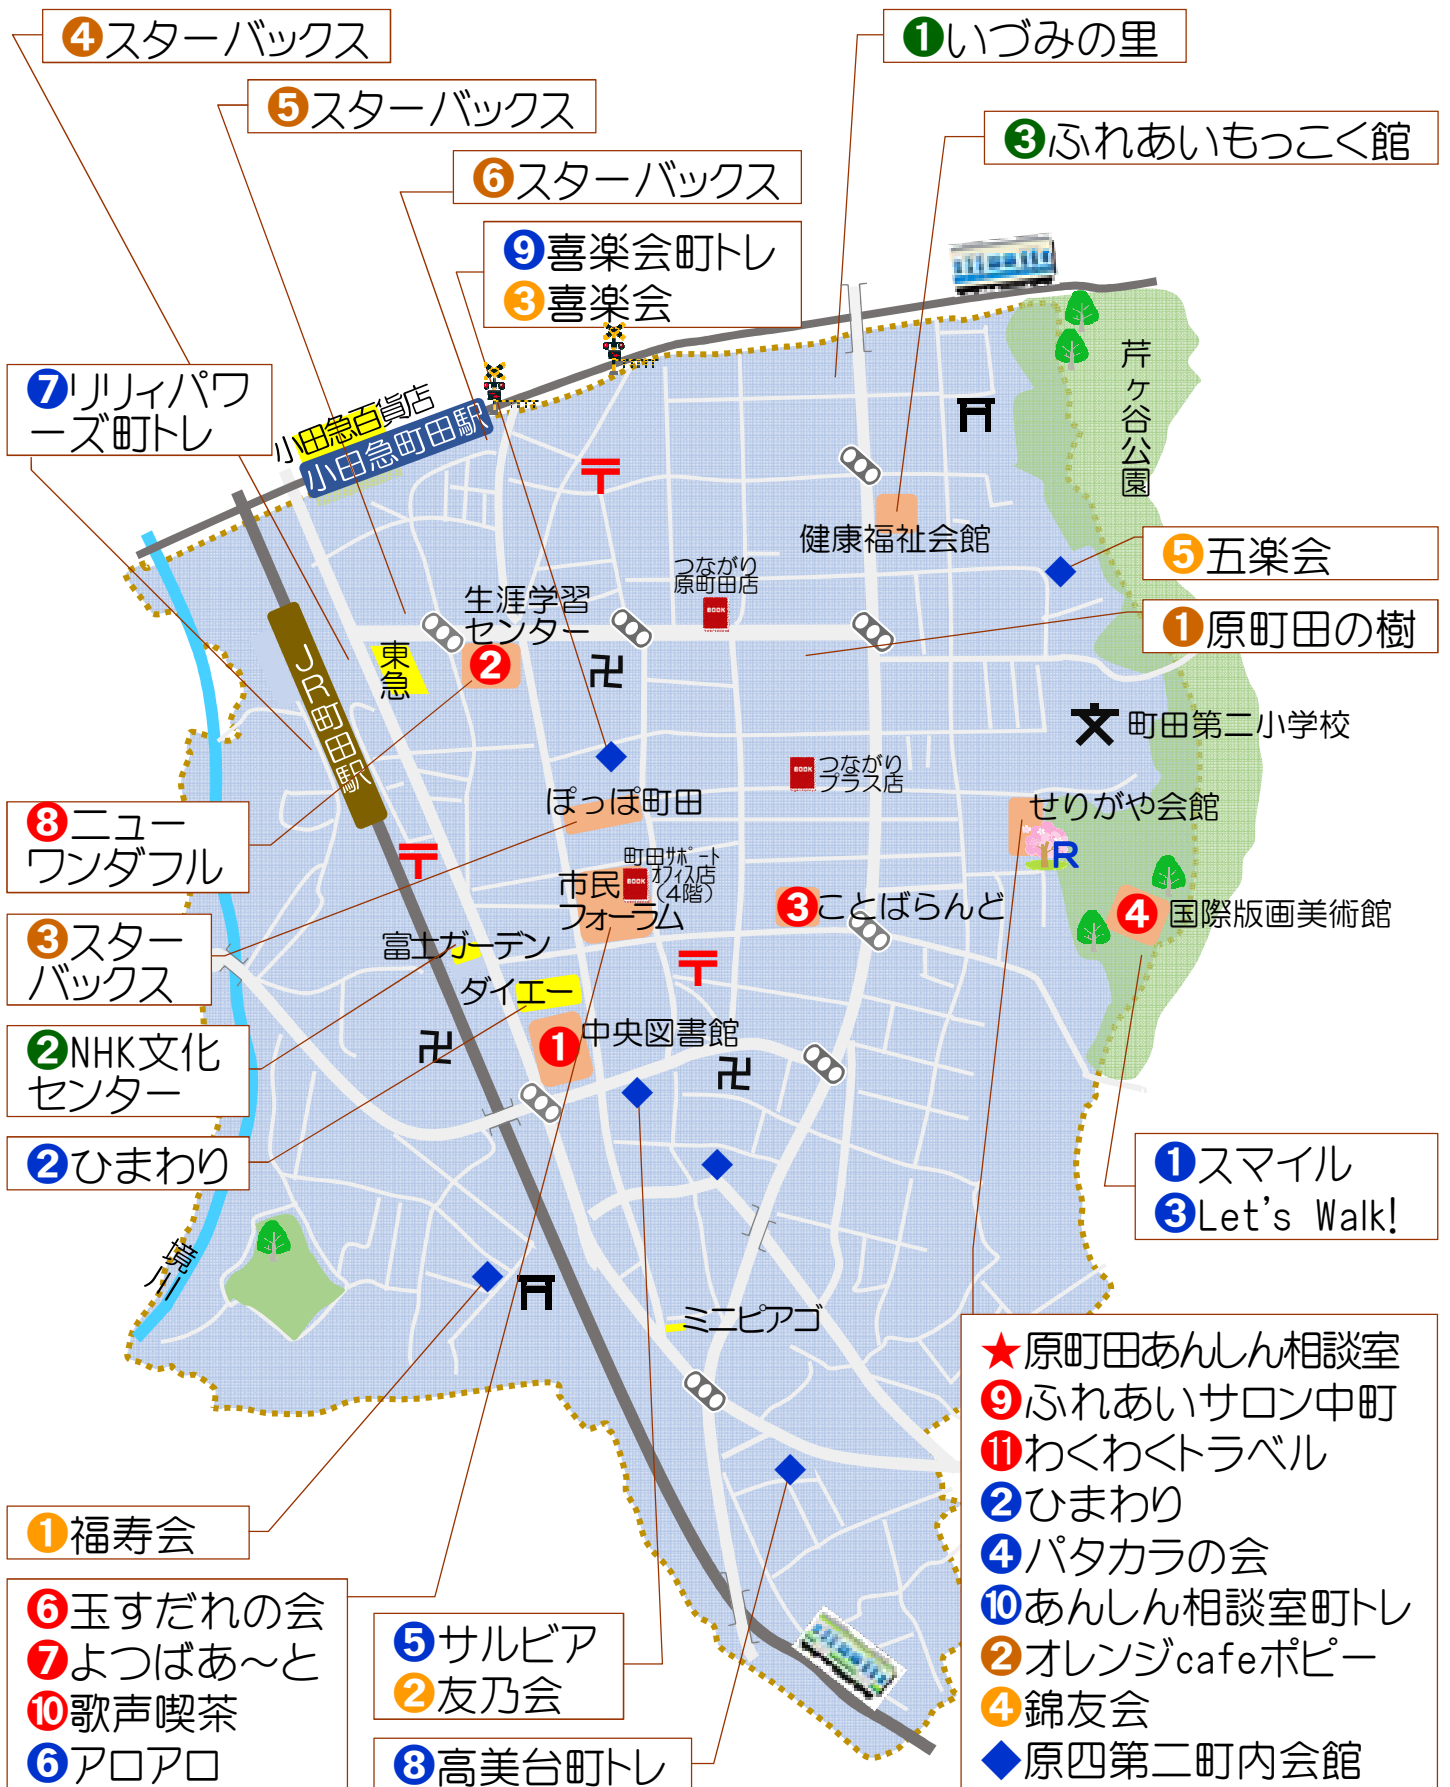 ❹スターバックス
❶いづみの里
❺スターバックス
❸ふれあいもっこく館
❻スターバックス
❾喜楽会町トレ
❸喜楽会
芹ヶ谷公園
❼リリィパワ
ーズ町トレ
小田急百貨店
小田急町田駅
健康福祉会館
❺五楽会
つながり
原町田店
BOOK
生涯学習
センター
❷
❶原町田の樹
東急
卍
JR町田駅
文
町田第二小学校
つながり
プラス店
BOOK
ぽっぽ町田
せりがや会館
R
❽ニュー
ワンダフル
町田サポート
オフィス店
(4階)
BOOK
市民
フォーラム
❸ことばらんど
❹国際版画美術館
❸スター
バックス
富士ガーデン
ダイエー
❷NHK文化
センター
卍
❶中央図書館
卍
❷ひまわり
❶スマイル
❸Let's Walk!
境川
ミニピアゴ
★原町田あんしん相談室
❾ふれあいサロン中町
⓫わくわくトラベル
❷ひまわり
❹パタカラの会
❿あんしん相談室町トレ
❷オレンジcafeポピー
❹錦友会
◆原四第二町内会館
❶福寿会
❻玉すだれの会
❼よつばあ～と
❿歌声喫茶
❻アロアロ
❺サルビア
❷友乃会
❽高美台町トレ